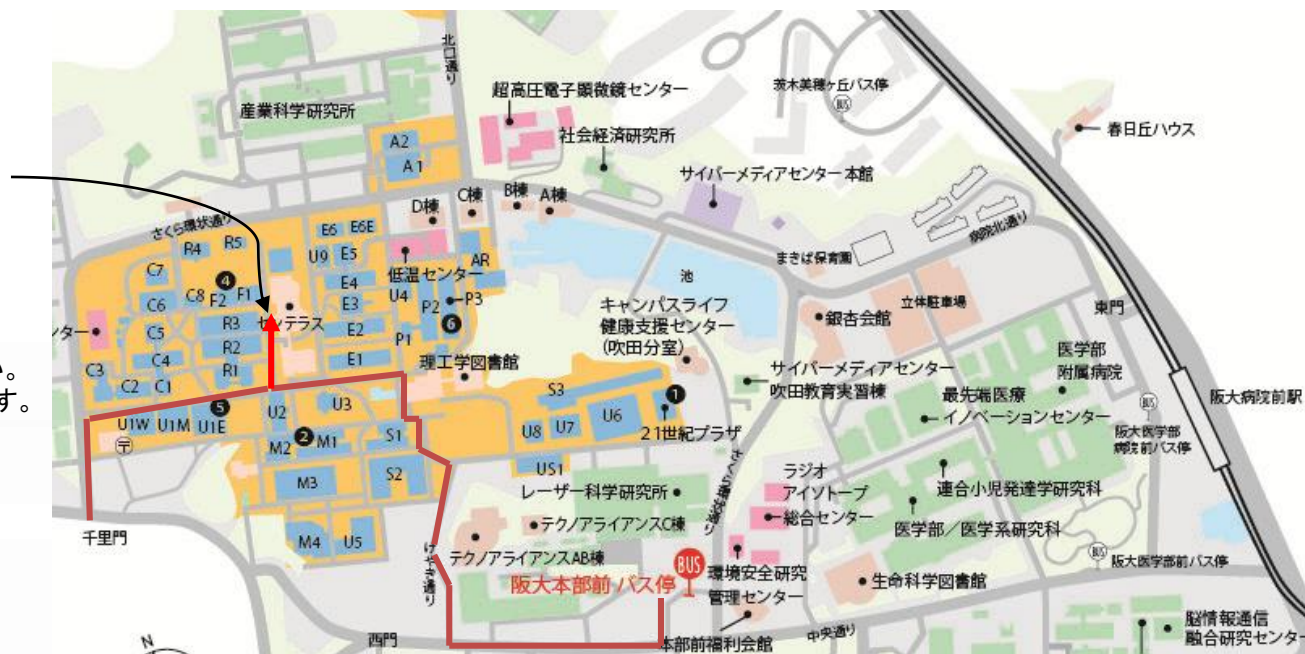 北口通り
産業科学研究所
超高圧電子顕微鏡センター
茨木美穂ヶ丘バス停
BUS
春日丘ハウス
社会経済研究所
サイバーメディアセンター 本館
A2
A1
D棟
C棟
B棟
A棟
さくら環状通り
病院北通り
まきば保育園
池
立体駐車場
東門
R4
R5
E6
E6E
U9
E5
低温センター
AR
C7
C6
C8
F2
F1
4
E4
E3
U4
P2
P3
6
P1
センテラス
キャンパスライフ
健康支援センター
(吹田分室)
銀杏会館
ンター
C5
R3
R2
R1
E2
E1
C4
C3
C2
C1
理工学図書館
サイバーメディアセンター
吹田教育実習棟
最先端医療
イノベーションセンター
医学部
附属病院
阪大病院前駅
BUS
阪大医学部
病院前バス停
い。
す。
U1W
U1M
U1E
5
U2
U3
S3
1
U8
U7
U6
21世紀プラザ
〒
M2
2
M1
S1
M3
S2
US1
レーザー科学研究所
さくら環状通り
ラジオ
アイソトープ
総合センター
連合小児発達学研究科
医学部/医学系研究科
千里門
M4
U5
けやき通り
テクノアライアンスC棟
テクノアライアンスAB棟
BUS
阪大本部前 バス停
環境安全研究
管理センター
生命科学図書館
BUS
阪大医学部前バス停
N
西門
本部前福利会館
中央通り
脳情報通信
融合研究センター